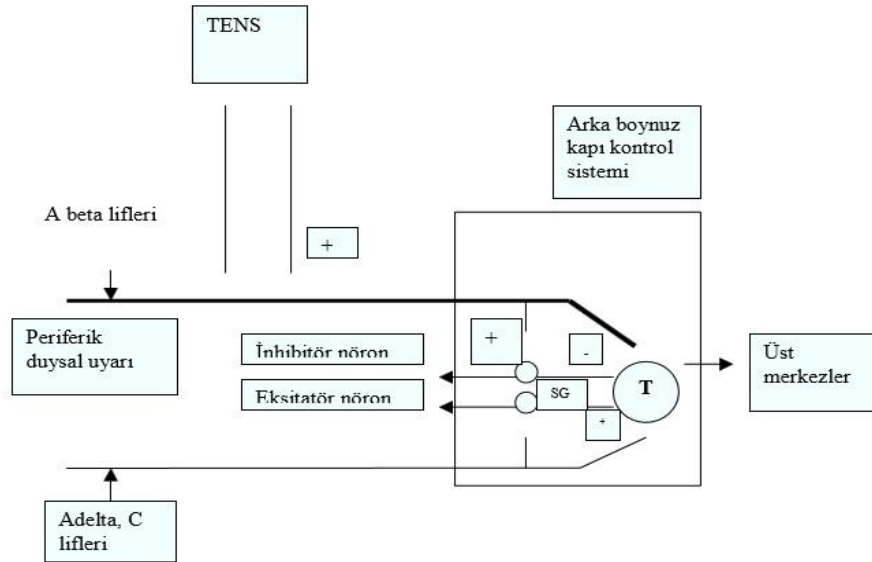 TENS
Arka boynuz
kapı kontrol
sistemi
A beta lifleri
+
Periferik
duysal uyarı
İnhibitör nöron
Eksitatör nöron
+
-
SG
+
T
Üst
merkezler
Adelta, C
lifleri